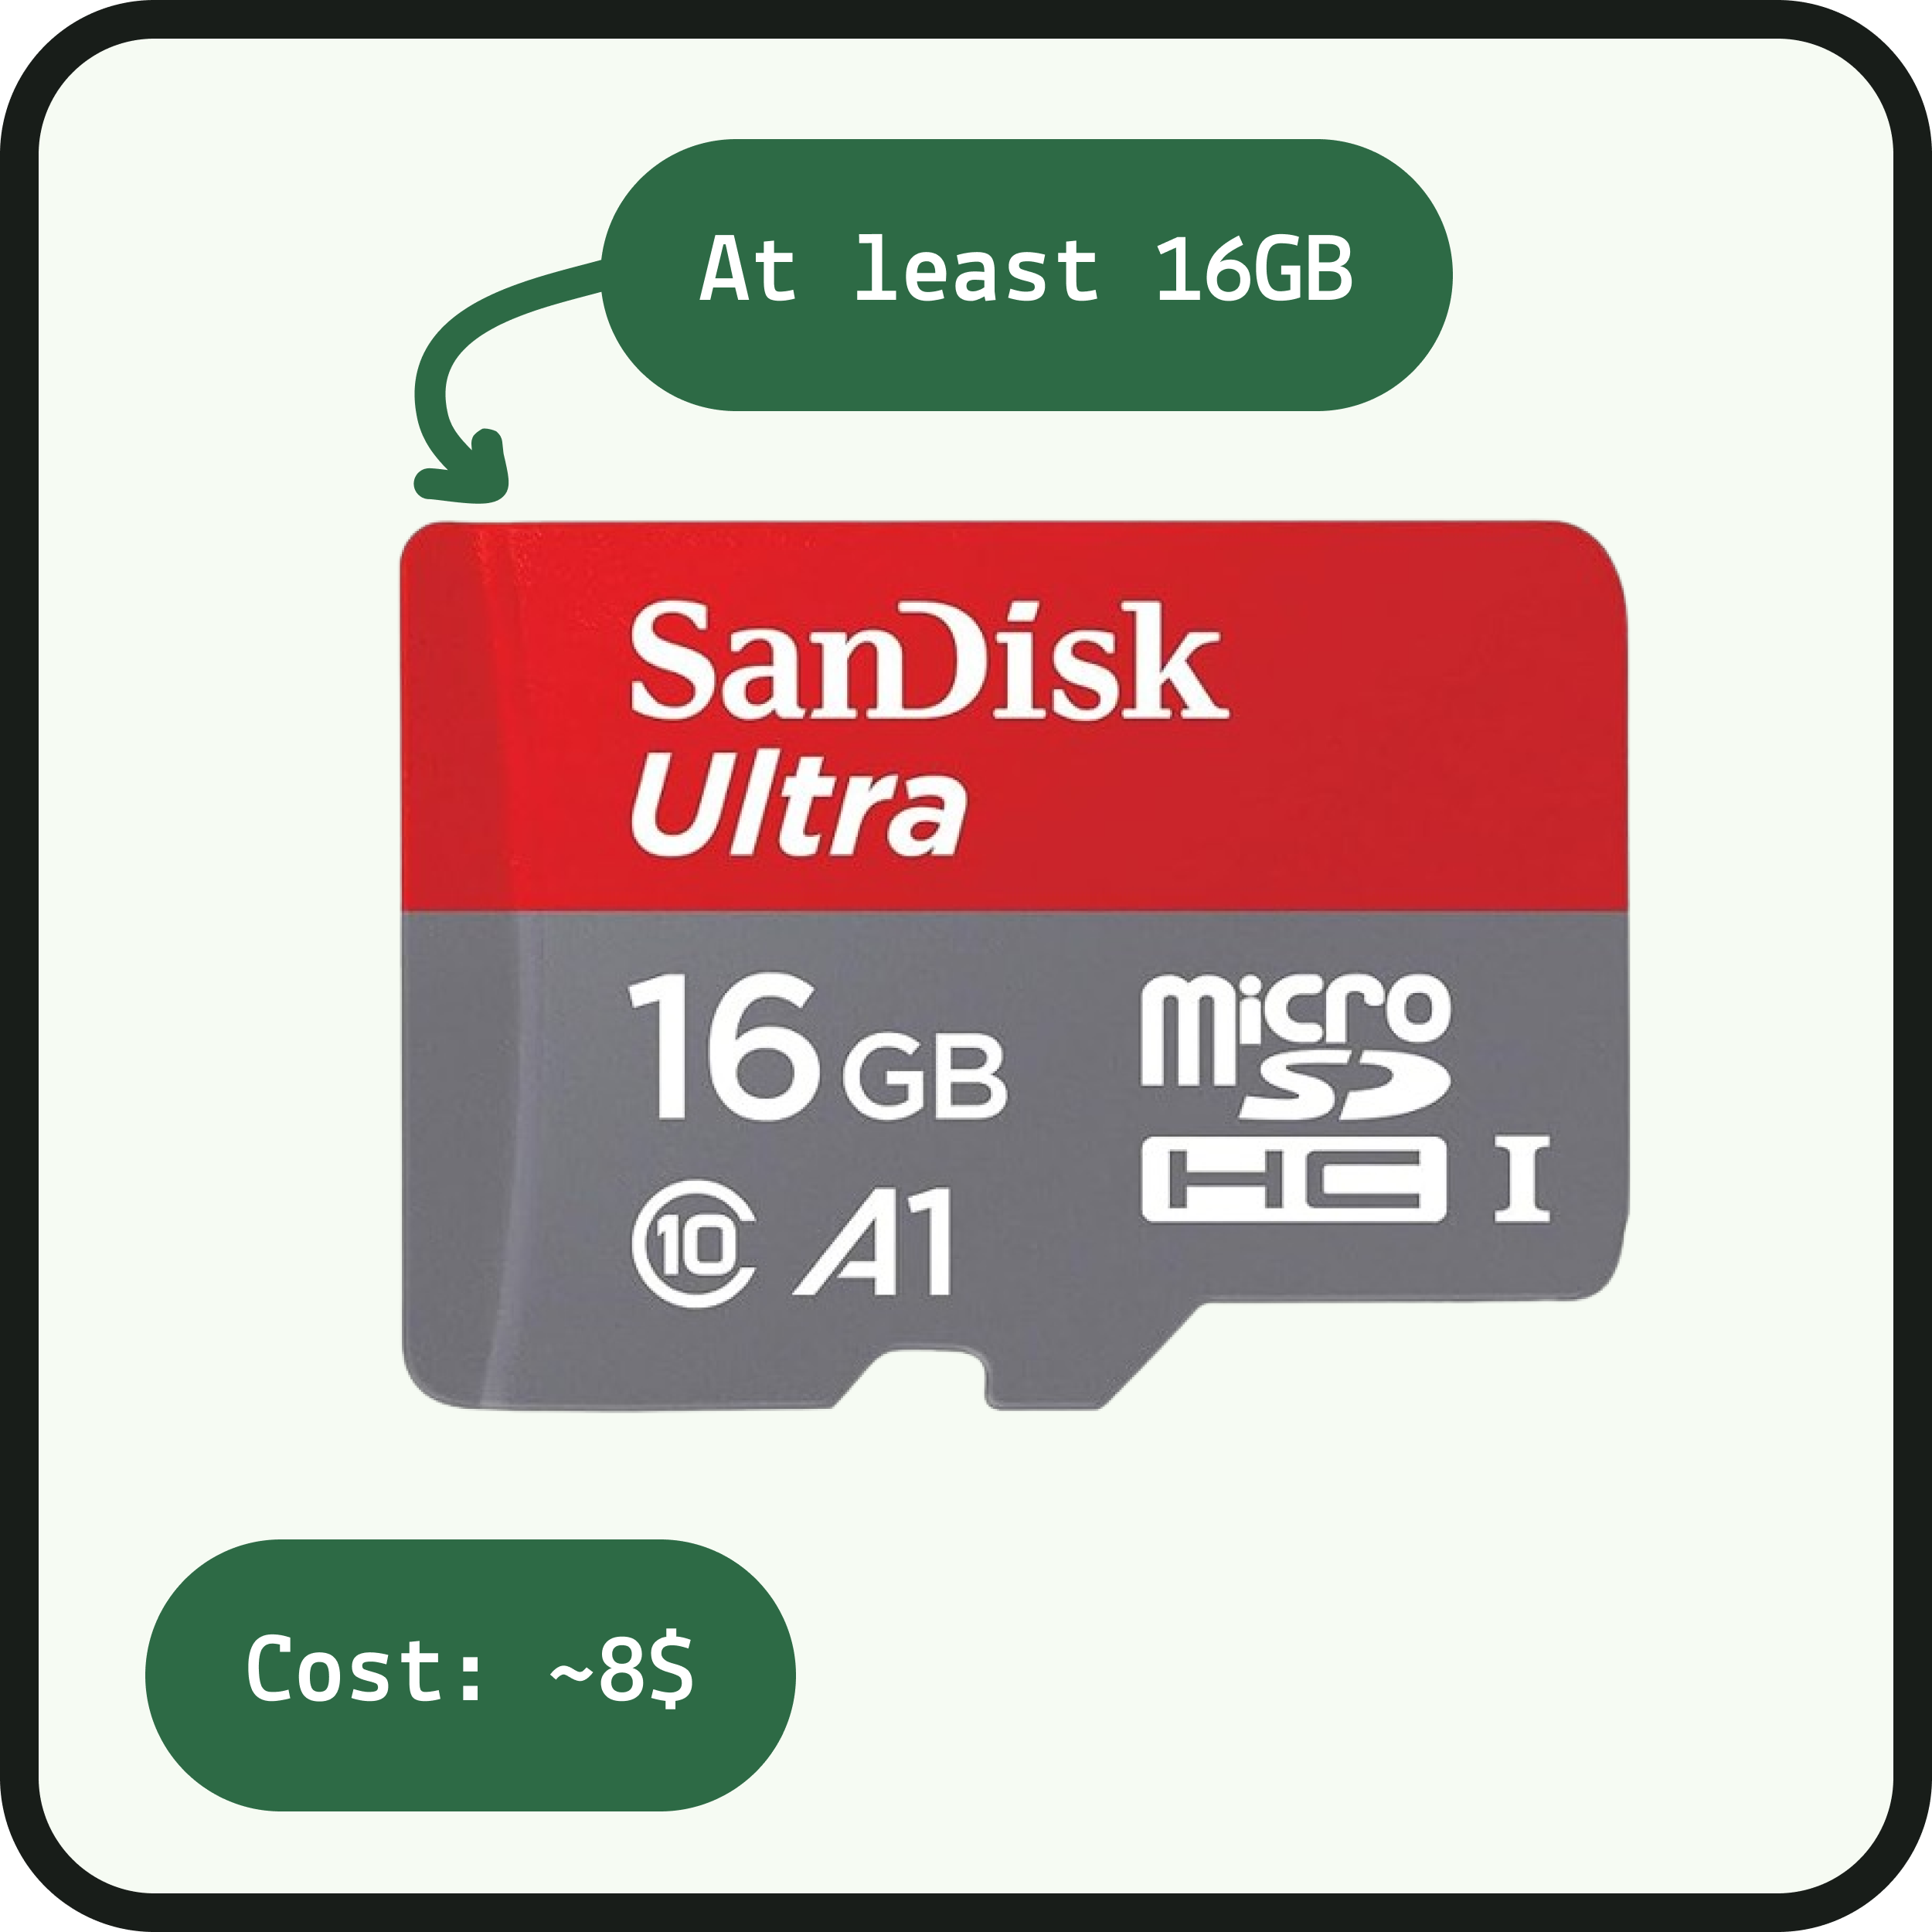 At least 16GB
SanDisk
Ultra
16GB
micro
SD
HC I
10 A1
Cost: ~8$